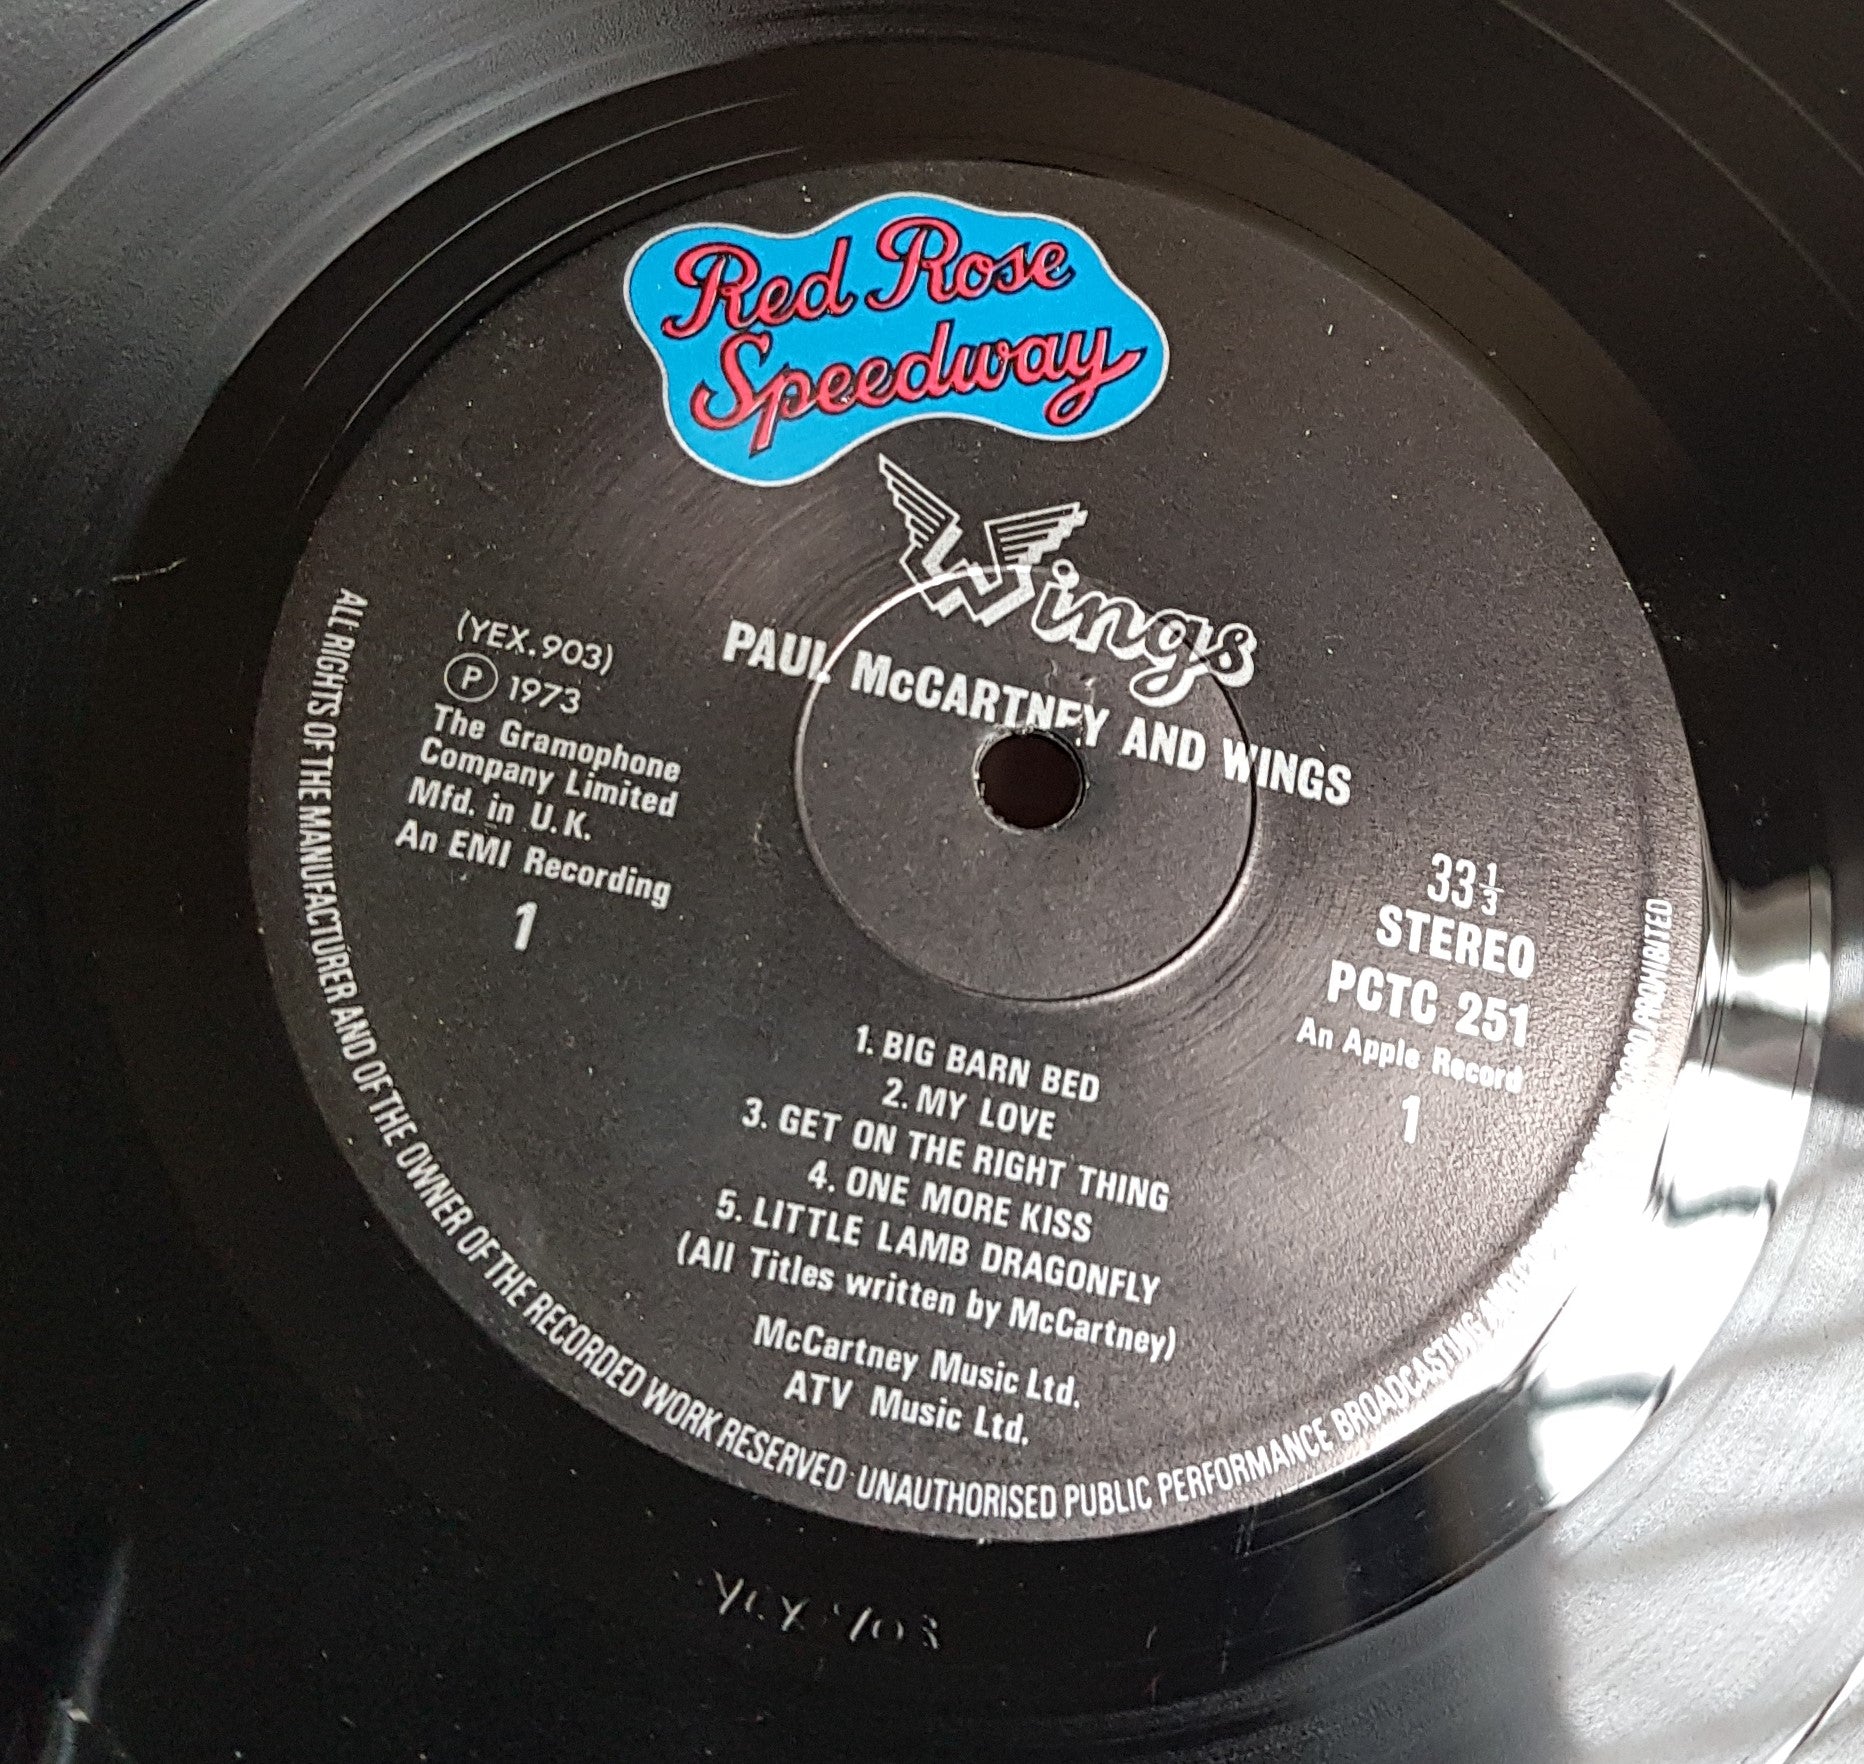 Red Rose
Speedway
Wings
PAUL McCARTNEY AND WINGS
(YEX.903)
Ⓟ 1973
The Gramophone
Company Limited
Mfd. in U.K.
An EMI Recording
1
33⅓
STEREO
PCTC 251
An Apple Record
1
1. BIG BARN BED
2. MY LOVE
3. GET ON THE RIGHT THING
4. ONE MORE KISS
5. LITTLE LAMB DRAGONFLY
(All Titles written by McCartney)
McCartney Music Ltd.
ATV Music Ltd.
ALL RIGHTS OF THE MANUFACTURER AND OF THE OWNER OF THE RECORDED WORK RESERVED · UNAUTHORISED PUBLIC PERFORMANCE BROADCASTING PROHIBITED
YEX 903